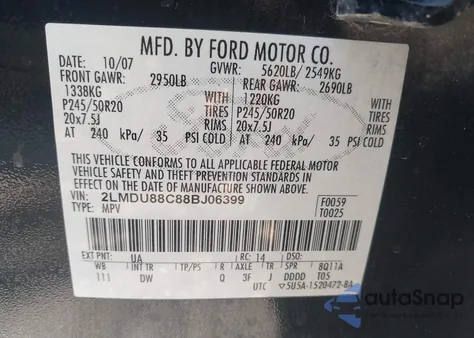 MFD. BY FORD MOTOR CO.
DATE: 10/07 GVWR: 5620LB/ 2549KG
FRONT GAWR: 2950LB REAR GAWR: 2690LB
1338KG WITH 1220KG WITH
P245/50R20 TIRES P245/50R20 TIRES
20x7.5J RIMS 20x7.5J RIMS
AT 240 kPa/ 35 PSI COLD AT 240 kPa/ 35 PSI COLD
THIS VEHICLE CONFORMS TO ALL APPLICABLE FEDERAL MOTOR
VEHICLE SAFETY AND BUMPER AND THEFT PREVENTION STANDARDS IN
EFFECT ON THE DATE OF MANUFACTURE SHOWN ABOVE.
VIN: 2LMDU88C88BJ06399 F0059
TYPE: MPV T0025
EXT PNT: UA RC: 14 DSO:
WB INT TR TP/PS R AXLE TR SPR 8Q11A
111 DW Q 3F J DDDD T05
UTC ▽5U5A-1520472-BA
autoSnap